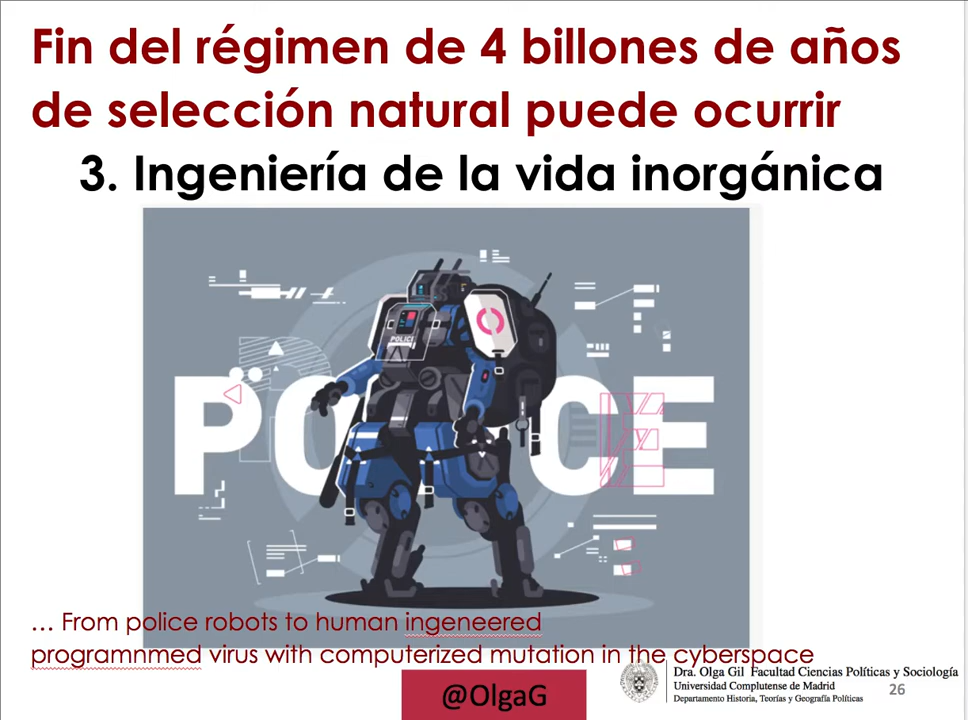 Fin del régimen de 4 billones de años
de selección natural puede ocurrir
3. Ingeniería de la vida inorgánica
POLICE
POLICE
… From police robots to human ingeneered
programnmed virus with computerized mutation in the cyberspace
@OlgaG
Dra. Olga Gil Facultad Ciencias Políticas y Sociología
Universidad Complutense de Madrid
Departamento Historia, Teorías y Geografía Políticas
26